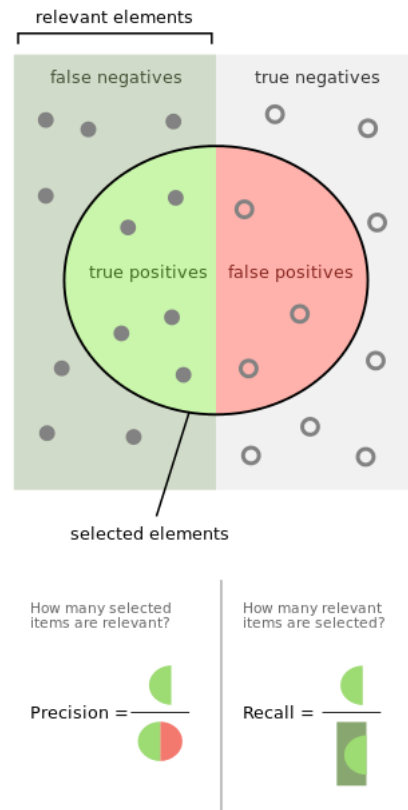 relevant elements
false negatives
true negatives
true positives
false positives
selected elements
How many selected
items are relevant?
How many relevant
items are selected?
Precision =
Recall =